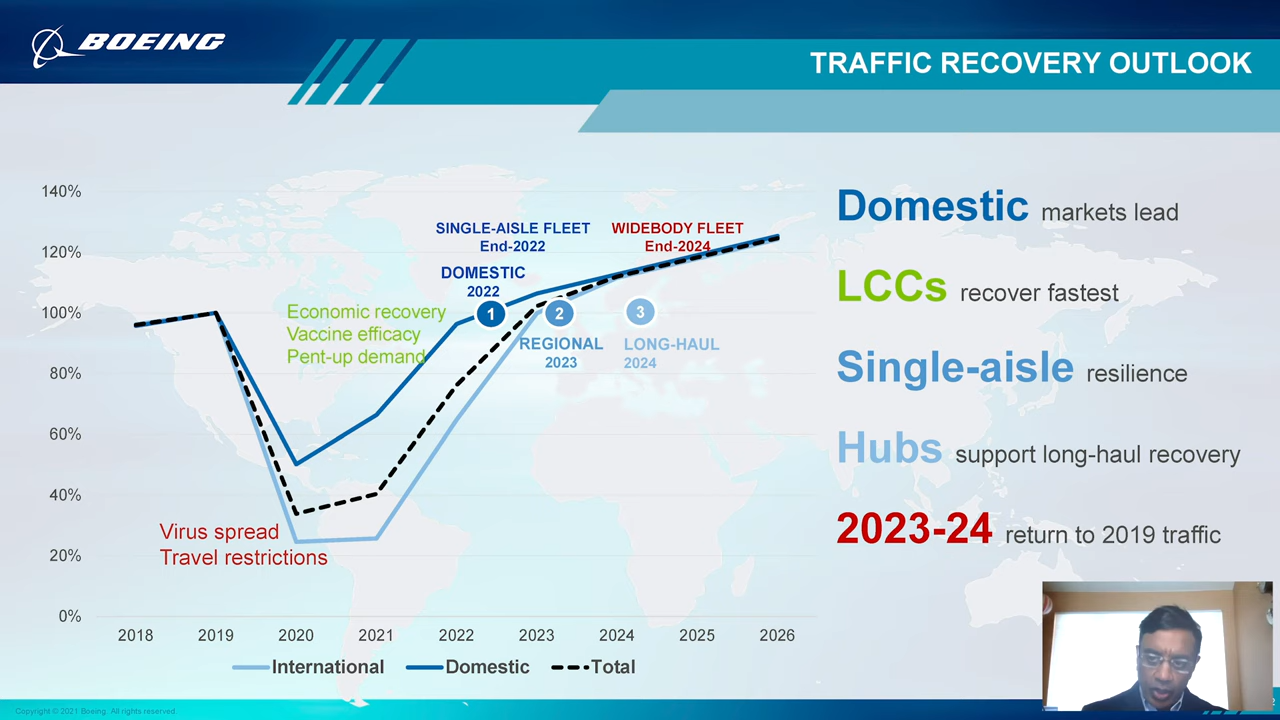 BOEING
TRAFFIC RECOVERY OUTLOOK
140%
120%
100%
80%
60%
40%
20%
0%
SINGLE-AISLE FLEET
End-2022
WIDEBODY FLEET
End-2024
DOMESTIC
2022
Economic recovery
Vaccine efficacy
Pent-up demand
1
2
3
REGIONAL
2023
LONG-HAUL
2024
Virus spread
Travel restrictions
2018 2019 2020 2021 2022 2023 2024 2025 2026
International Domestic Total
Domestic markets lead
LCCs recover fastest
Single-aisle resilience
Hubs support long-haul recovery
2023-24 return to 2019 traffic
Copyright © 2021 Boeing. All rights reserved.